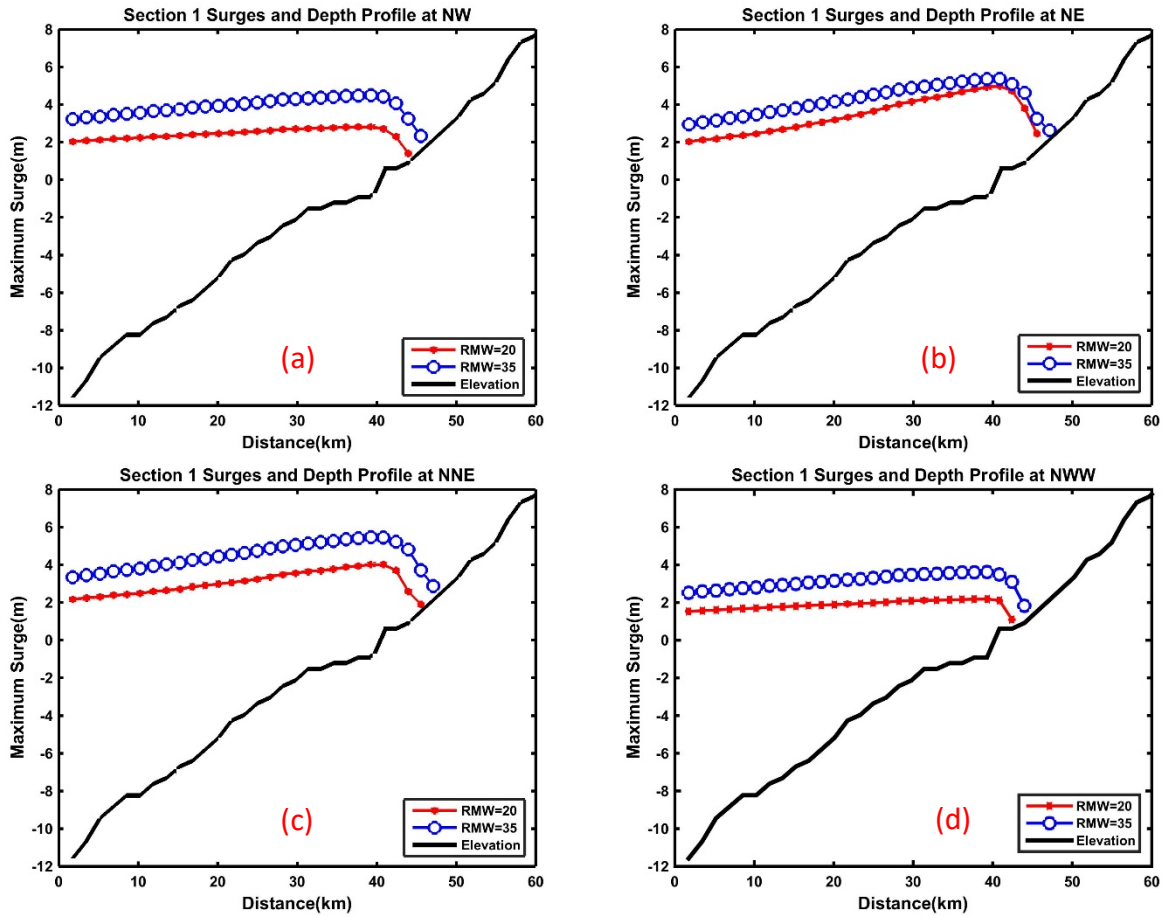 Section 1 Surges and Depth Profile at NW
Maximum Surge(m)
8
6
4
2
0
-2
-4
-6
-8
-10
-12
(a)
RMW=20
RMW=35
Elevation
0 10 20 30 40 50 60
Distance(km)
Section 1 Surges and Depth Profile at NE
Maximum Surge(m)
8
6
4
2
0
-2
-4
-6
-8
-10
-12
(b)
RMW=20
RMW=35
Elevation
0 10 20 30 40 50 60
Distance(km)
Section 1 Surges and Depth Profile at NNE
Maximum Surge(m)
8
6
4
2
0
-2
-4
-6
-8
-10
-12
(c)
RMW=20
RMW=35
Elevation
0 10 20 30 40 50 60
Distance(km)
Section 1 Surges and Depth Profile at NWW
Maximum Surge(m)
8
6
4
2
0
-2
-4
-6
-8
-10
-12
(d)
RMW=20
RMW=35
Elevation
0 10 20 30 40 50 60
Distance(km)